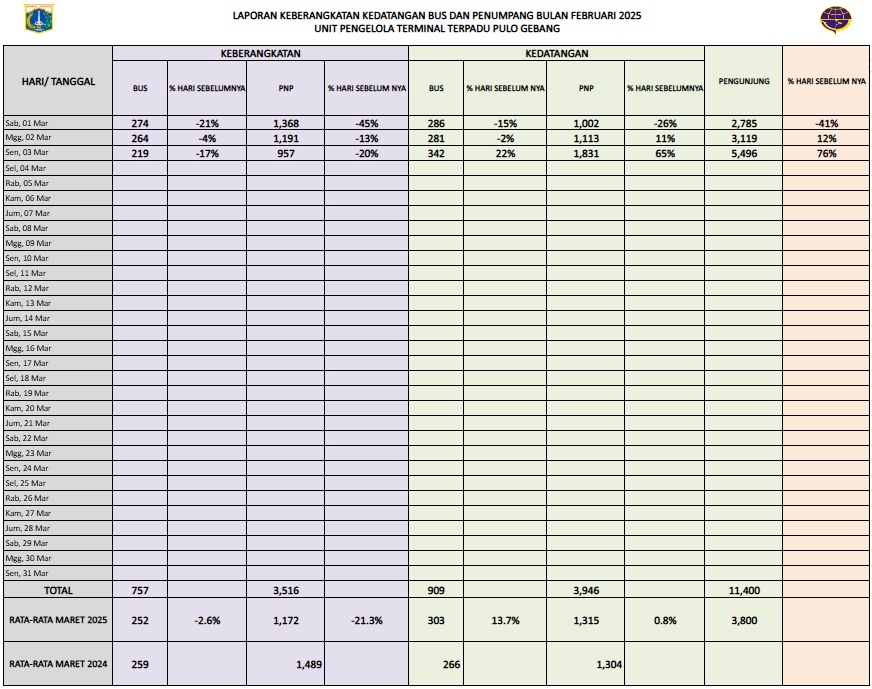 LAPORAN KEBERANGKATAN KEDATANGAN BUS DAN PENUMPANG BULAN FEBRUARI 2025
UNIT PENGELOLA TERMINAL TERPADU PULO GEBANG
HARI/ TANGGAL KEBERANGKATAN KEDATANGAN PENGUNJUNG % HARI SEBELUM NYA
BUS % HARI SEBELUMNYA PNP % HARI SEBELUM NYA BUS % HARI SEBELUM NYA PNP % HARI SEBELUMNYA
Sab, 01 Mar 274 -21% 1,368 -45% 286 -15% 1,002 -26% 2,785 -41%
Mgg, 02 Mar 264 -4% 1,191 -13% 281 -2% 1,113 11% 3,119 12%
Sen, 03 Mar 219 -17% 957 -20% 342 22% 1,831 65% 5,496 76%
Sel, 04 Mar
Rab, 05 Mar
Kam, 06 Mar
Jum, 07 Mar
Sab, 08 Mar
Mgg, 09 Mar
Sen, 10 Mar
Sel, 11 Mar
Rab, 12 Mar
Kam, 13 Mar
Jum, 14 Mar
Sab, 15 Mar
Mgg, 16 Mar
Sen, 17 Mar
Sel, 18 Mar
Rab, 19 Mar
Kam, 20 Mar
Jum, 21 Mar
Sab, 22 Mar
Mgg, 23 Mar
Sen, 24 Mar
Sel, 25 Mar
Rab, 26 Mar
Kam, 27 Mar
Jum, 28 Mar
Sab, 29 Mar
Mgg, 30 Mar
Sen, 31 Mar
TOTAL 757 3,516 909 3,946 11,400
RATA-RATA MARET 2025 252 -2.6% 1,172 -21.3% 303 13.7% 1,315 0.8% 3,800
RATA-RATA MARET 2024 259 1,489 266 1,304